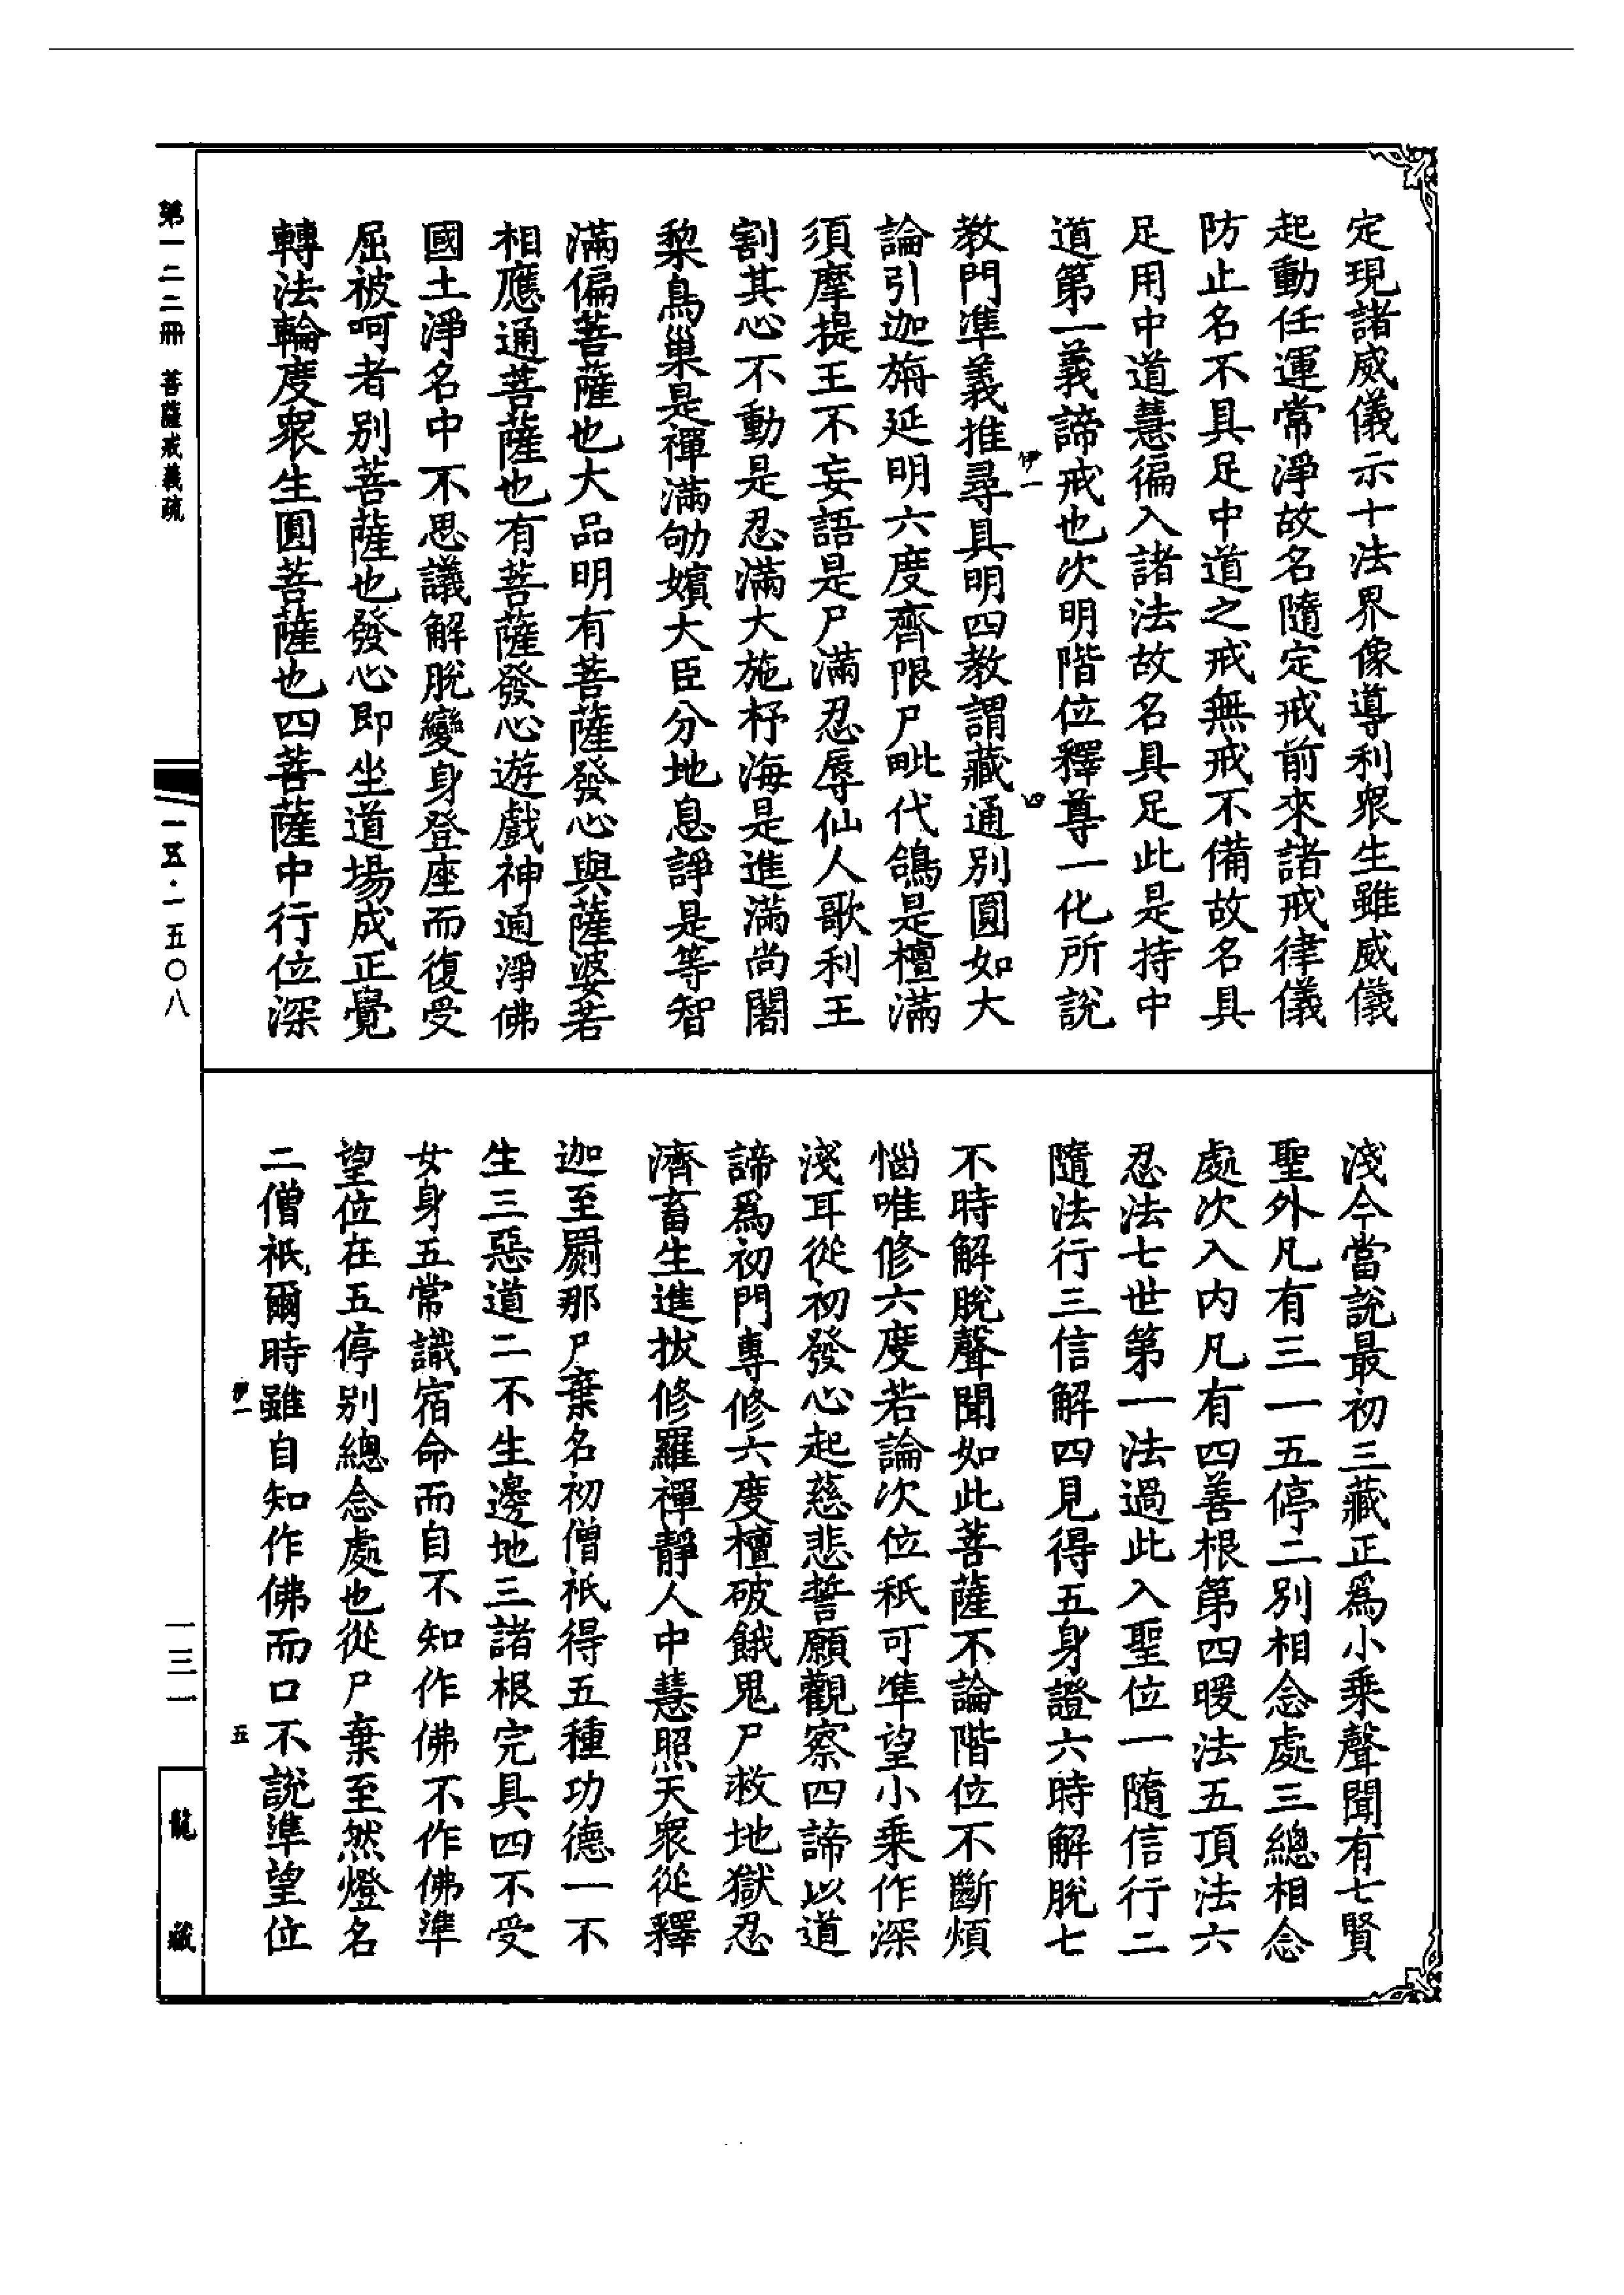 定現諸威儀示十法界像導利衆生雖威儀
起動任運常淨故名隨定戒前來諸戒律儀
防止名不具足中道之戒無戒不備故名具
足用中道慧徧入諸法故名具足此是持中
道第一義諦戒也次明階位釋尊一化所說
伊一
四
教門準義推尋具明四教謂藏通別圓如大
論引迦旃延明六度齊限尸毗代鴿是檀滿
須摩提王不妄語是尸滿忍辱仙人歌利王
割其心不動是忍滿大施杼海是進滿尚闍
棃鳥巢是禪滿劬嬪大臣分地息諍是等智
滿偏菩薩也大品明有菩薩發心與薩婆若
相應通菩薩也有菩薩發心遊戲神通淨佛
國土淨名中不思議解脫變身登座而復受
屈被呵者別菩薩也發心即坐道場成正覺
轉法輪度衆生圓菩薩也四菩薩中行位深
淺今當說最初三藏正爲小乘聲聞有七賢
聖外凡有三一五停二別相念處三總相念
處次入內凡有四善根第四暖法五頂法六
忍法七世第一法過此入聖位一隨信行二
隨法行三信解四見得五身證六時解脫七
不時解脫聲聞如此菩薩不論階位不斷煩
惱唯修六度若論次位秖可準望小乘作深
淺耳從初發心起慈悲誓願觀察四諦以道
諦爲初門專修六度檀破餓鬼尸救地獄忍
濟畜生進拔修羅禪靜人中慧照天衆從釋
迦至罽那尸棄名初僧祇得五種功德一不
生三惡道二不生邊地三諸根完具四不受
女身五常識宿命而自不知作佛不作佛準
望位在五停別總念處也從尸棄至然燈名
二僧祇爾時雖自知作佛而口不說準望位
伊一
五
第一二二冊 菩薩戒義疏
一五·一五〇八
一三一
龍藏